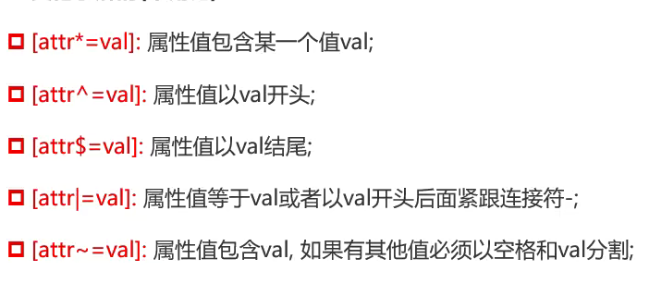 [attr*=val]: 属性值包含某一个值val;
[attr^=val]: 属性值以val开头;
[attr$=val]: 属性值以val结尾;
[attr|=val]: 属性值等于val或者以val开头后面紧跟连接符-;
[attr~=val]: 属性值包含val, 如果有其他值必须以空格和val分割;